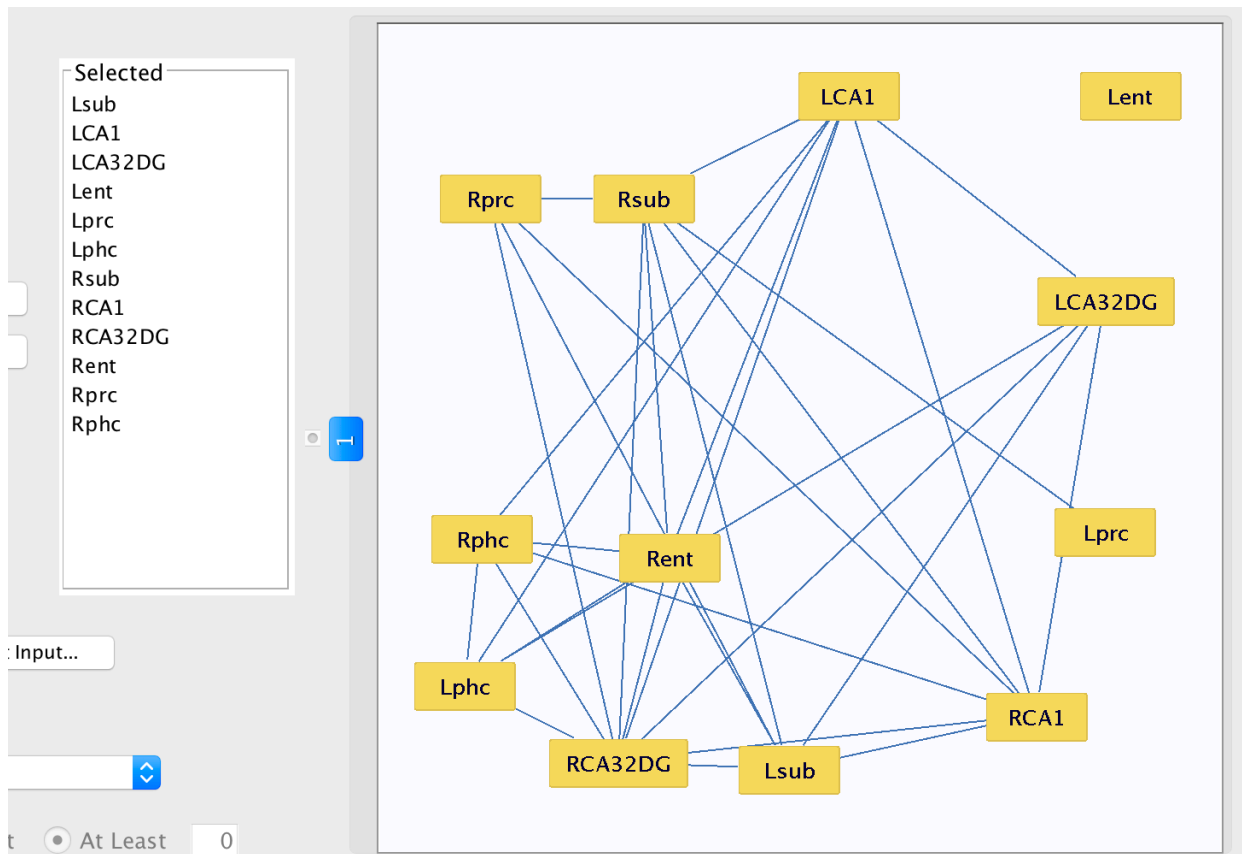 Selected
Lsub
LCA1
LCA32DG
Lent
Lprc
Lphc
Rsub
RCA1
RCA32DG
Rent
Rprc
Rphc
1
Input...
At Least 0
LCA1
Lent
Rprc
Rsub
LCA32DG
Rphc
Rent
Lprc
Lphc
RCA1
RCA32DG
Lsub